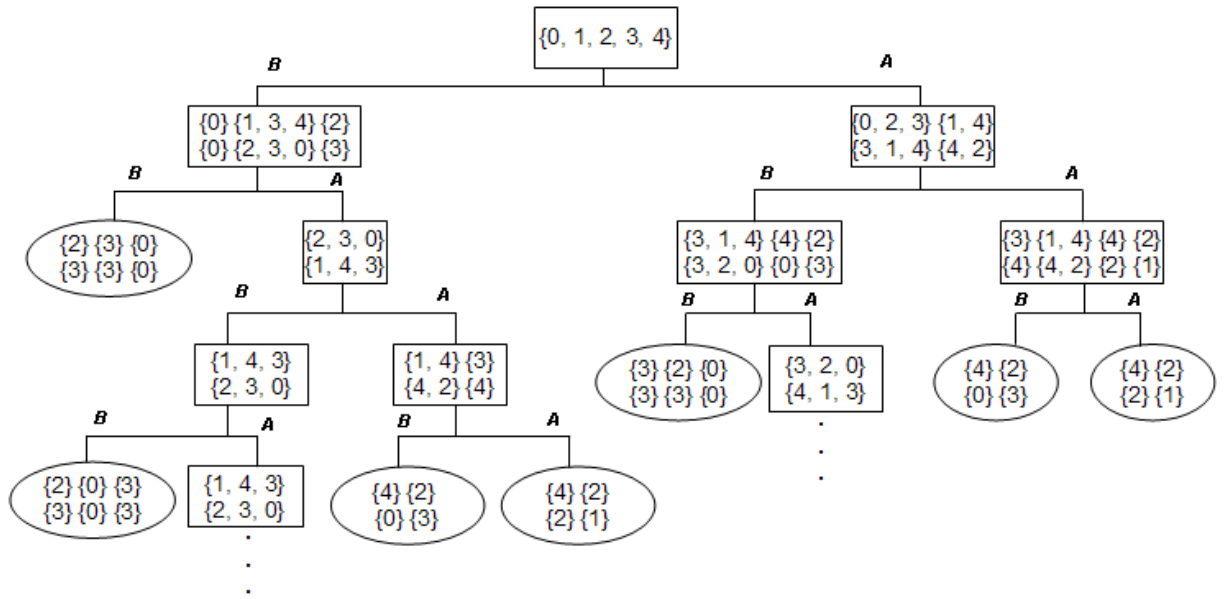 {0, 1, 2, 3, 4}
B
A
{0} {1, 3, 4} {2}
{0} {2, 3, 0} {3}
{0, 2, 3} {1, 4}
{3, 1, 4} {4, 2}
B
A
B
A
{2} {3} {0}
{3} {3} {0}
{2, 3, 0}
{1, 4, 3}
{3, 1, 4} {4} {2}
{3, 2, 0} {0} {3}
{3} {1, 4} {4} {2}
{4} {4, 2} {2} {1}
B
A
B
A
B
A
{1, 4, 3}
{2, 3, 0}
{1, 4} {3}
{4, 2} {4}
{3} {2} {0}
{3} {3} {0}
{3, 2, 0}
{4, 1, 3}
{4} {2}
{0} {3}
{4} {2}
{2} {1}
B
A
B
A
{2} {0} {3}
{3} {0} {3}
{1, 4, 3}
{2, 3, 0}
{4} {2}
{0} {3}
{4} {2}
{2} {1}